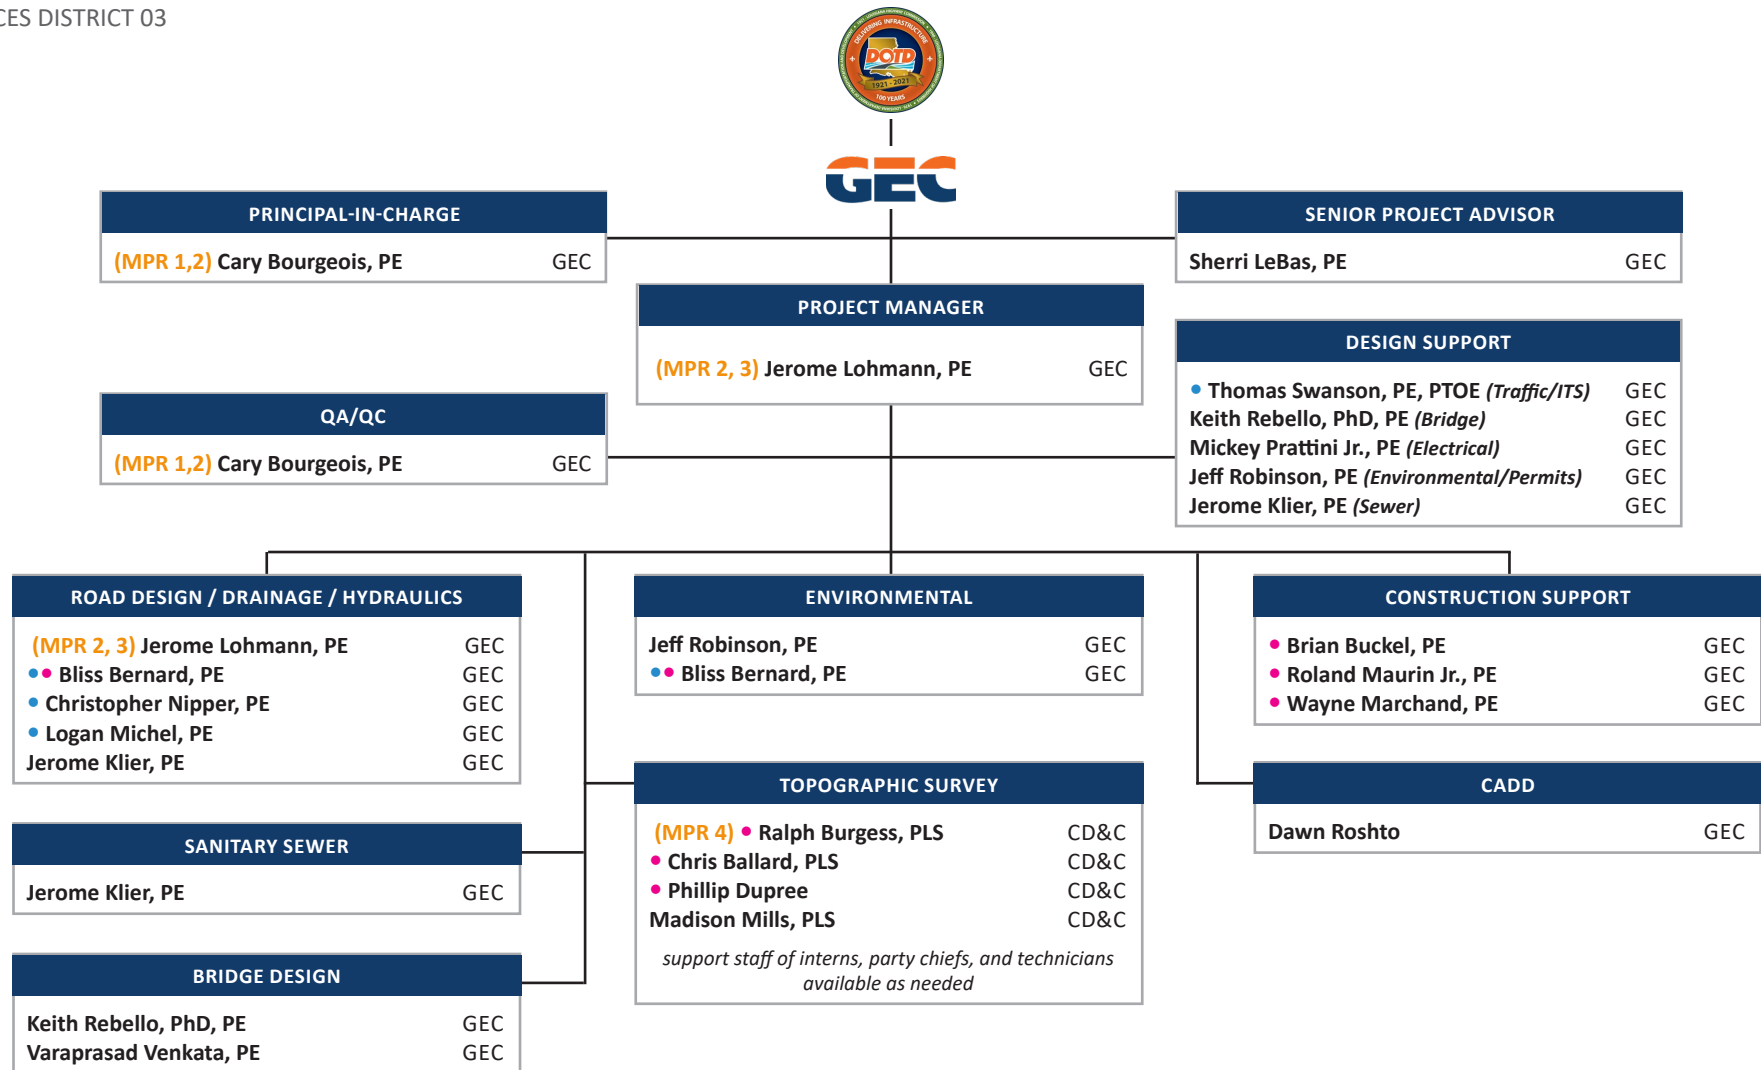 CES DISTRICT 03
DELIVERING INFRASTRUCTURE
DOTD
1921 - 2021
100 YEARS
GEC
PRINCIPAL-IN-CHARGE
(MPR 1,2) Cary Bourgeois, PE GEC
SENIOR PROJECT ADVISOR
Sherri LeBas, PE GEC
PROJECT MANAGER
(MPR 2, 3) Jerome Lohmann, PE GEC
DESIGN SUPPORT
• Thomas Swanson, PE, PTOE (Traffic/ITS) GEC
Keith Rebello, PhD, PE (Bridge) GEC
Mickey Prattini Jr., PE (Electrical) GEC
Jeff Robinson, PE (Environmental/Permits) GEC
Jerome Klier, PE (Sewer) GEC
QA/QC
(MPR 1,2) Cary Bourgeois, PE GEC
ROAD DESIGN / DRAINAGE / HYDRAULICS
(MPR 2, 3) Jerome Lohmann, PE GEC
•• Bliss Bernard, PE GEC
• Christopher Nipper, PE GEC
• Logan Michel, PE GEC
Jerome Klier, PE GEC
ENVIRONMENTAL
Jeff Robinson, PE GEC
•• Bliss Bernard, PE GEC
CONSTRUCTION SUPPORT
• Brian Buckel, PE GEC
• Roland Maurin Jr., PE GEC
• Wayne Marchand, PE GEC
SANITARY SEWER
Jerome Klier, PE GEC
TOPOGRAPHIC SURVEY
(MPR 4) • Ralph Burgess, PLS CD&C
• Chris Ballard, PLS CD&C
• Phillip Dupree CD&C
Madison Mills, PLS CD&C
support staff of interns, party chiefs, and technicians
available as needed
CADD
Dawn Roshto GEC
BRIDGE DESIGN
Keith Rebello, PhD, PE GEC
Varaprasad Venkata, PE GEC